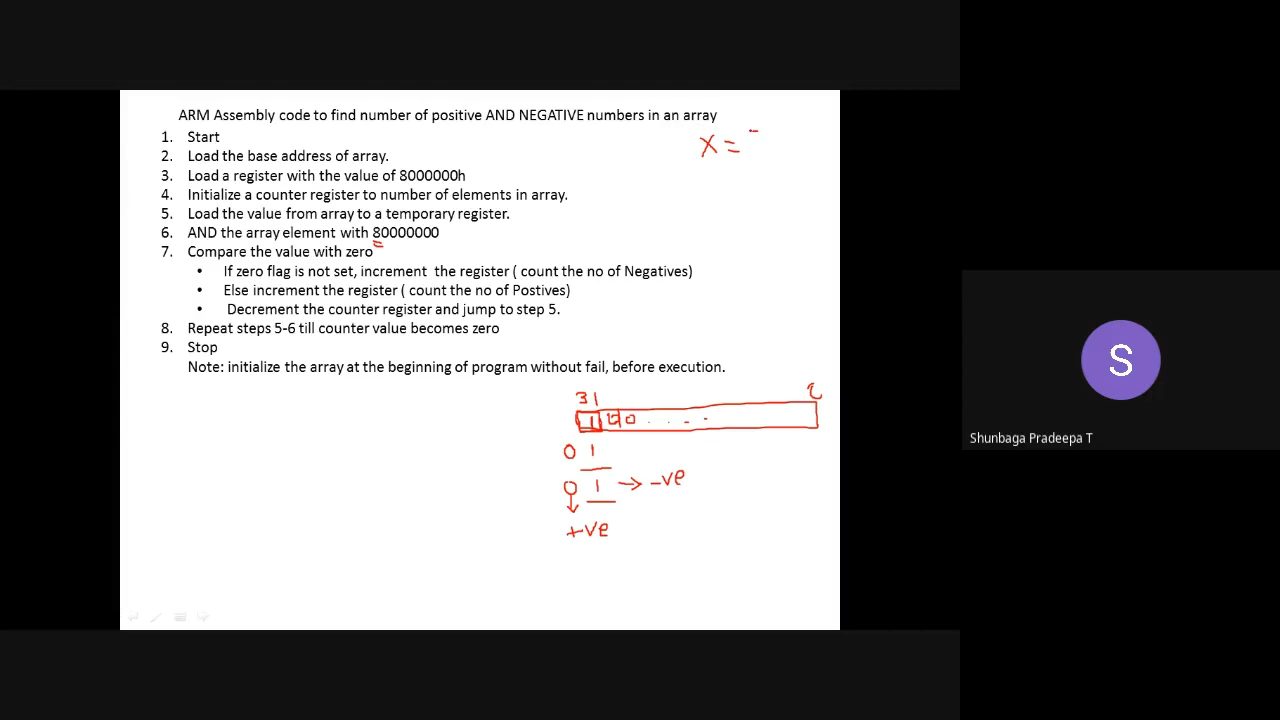 ARM Assembly code to find number of positive AND NEGATIVE numbers in an array
X =
1. Start
2. Load the base address of array.
3. Load a register with the value of 8000000h
4. Initialize a counter register to number of elements in array.
5. Load the value from array to a temporary register.
6. AND the array element with 80000000
7. Compare the value with zero
• If zero flag is not set, increment the register ( count the no of Negatives)
• Else increment the register ( count the no of Postives)
• Decrement the counter register and jump to step 5.
8. Repeat steps 5-6 till counter value becomes zero
9. Stop
Note: initialize the array at the beginning of program without fail, before execution.
31
1 0 0 . . . .
0 1
0 1 → -ve
+ve
S
Shunbaga Pradeepa T